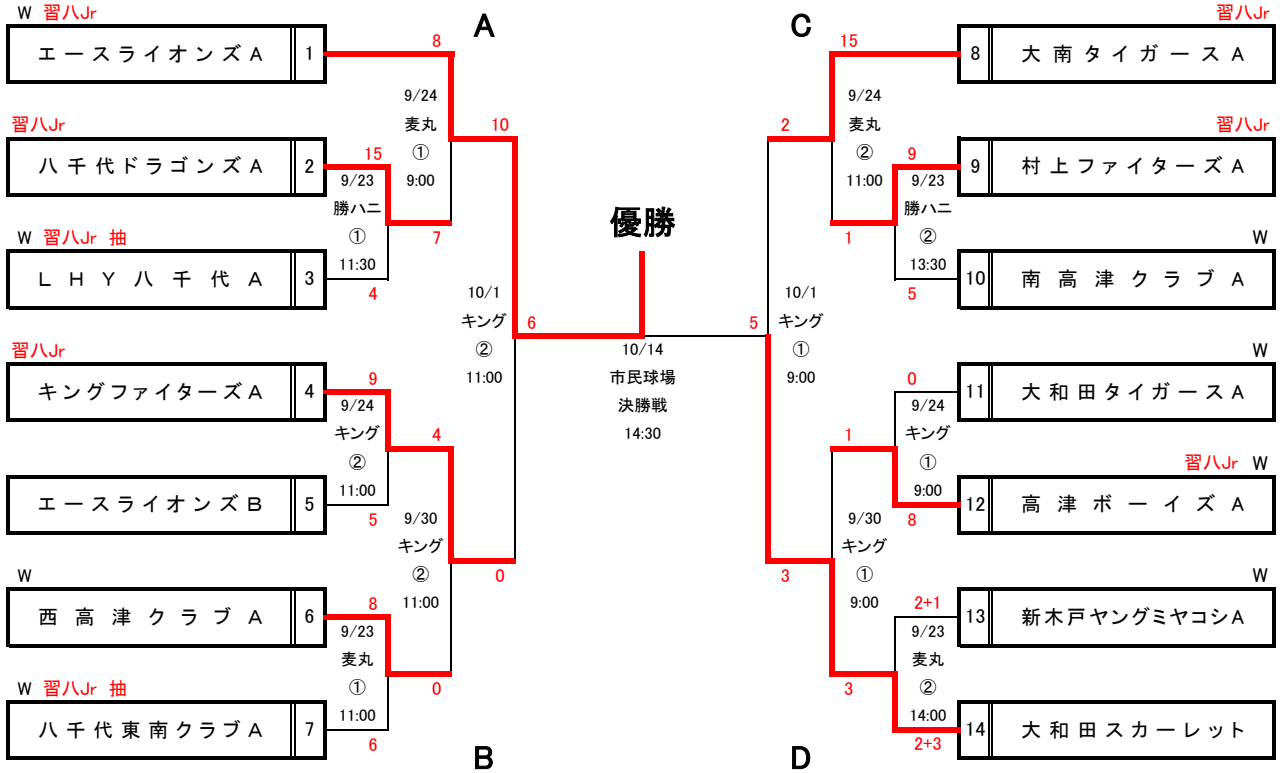 W 習八Jr
エースライオンズA 1
習八Jr
八千代ドラゴンズA 2
W 習八Jr 抽
LHY八千代A 3
習八Jr
キングファイターズA 4
エースライオンズB 5
W
西高津クラブA 6
W 習八Jr 抽
八千代東南クラブA 7
15
9/23
勝ハニ
①
11:30
4
9
9/24
キング
②
11:00
5
8
9/23
麦丸
①
11:00
6
A
8
9/24
麦丸
①
9:00
7
4
9/30
キング
②
11:00
0
B
10
10/1
キング
②
11:00
0
優勝
6
5
10/14
市民球場
決勝戦
14:30
C
2
10/1
キング
①
9:00
3
15
9/24
麦丸
②
11:00
1
1
9/30
キング
①
9:00
3
D
9
9/23
勝ハニ
②
13:30
5
0
9/24
キング
①
9:00
8
2+1
9/23
麦丸
②
14:00
2+3
習八Jr
8 大南タイガースA
習八Jr
9 村上ファイターズA
W
10 南高津クラブA
W
11 大和田タイガースA
習八Jr W
12 高津ボーイズA
W
13 新木戸ヤングミヤコシA
14 大和田スカーレット